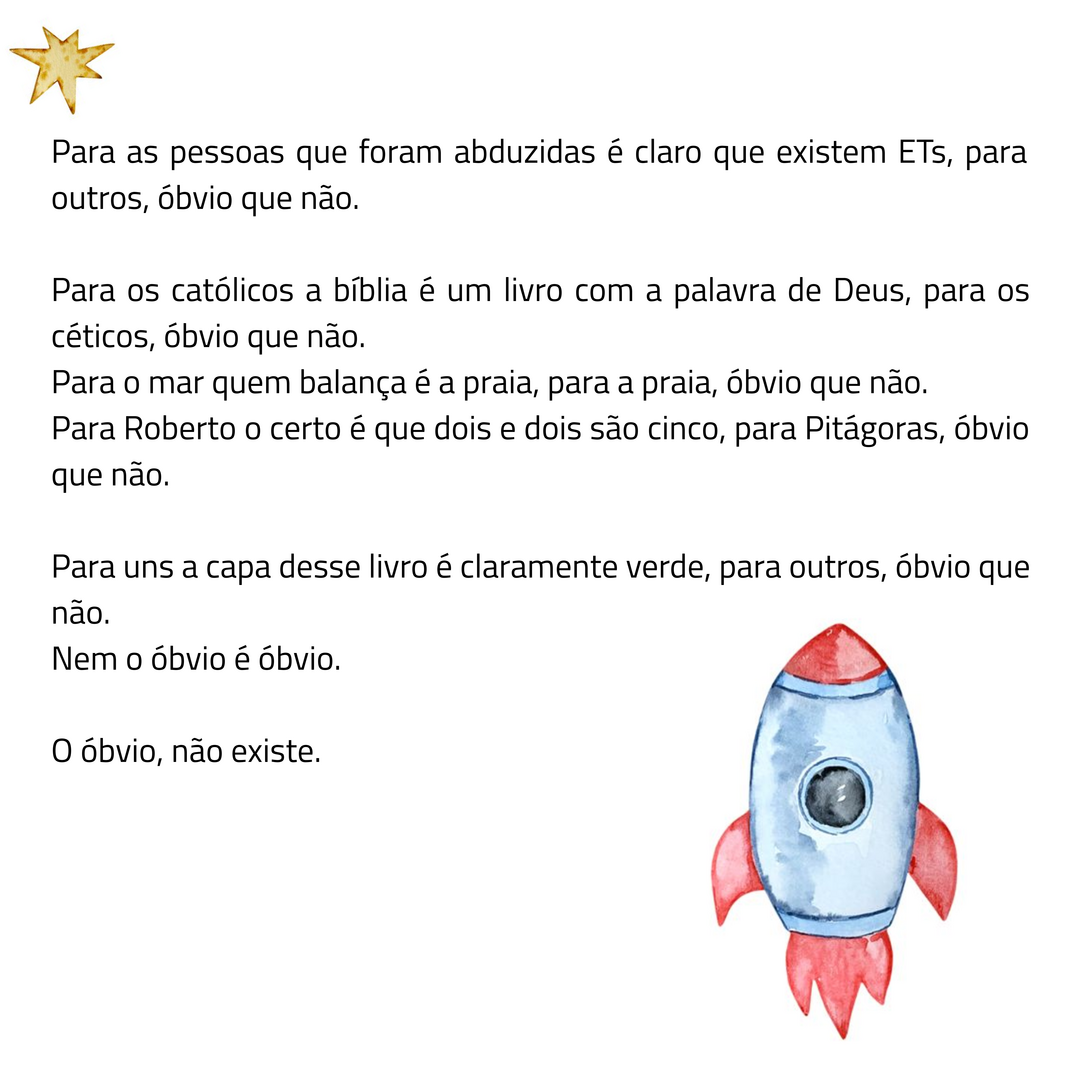 Para as pessoas que foram abduzidas é claro que existem ETs, para
outros, óbvio que não.
Para os católicos a bíblia é um livro com a palavra de Deus, para os
céticos, óbvio que não.
Para o mar quem balança é a praia, para a praia, óbvio que não.
Para Roberto o certo é que dois e dois são cinco, para Pitágoras, óbvio
que não.
Para uns a capa desse livro é claramente verde, para outros, óbvio que
não.
Nem o óbvio é óbvio.
O óbvio, não existe.